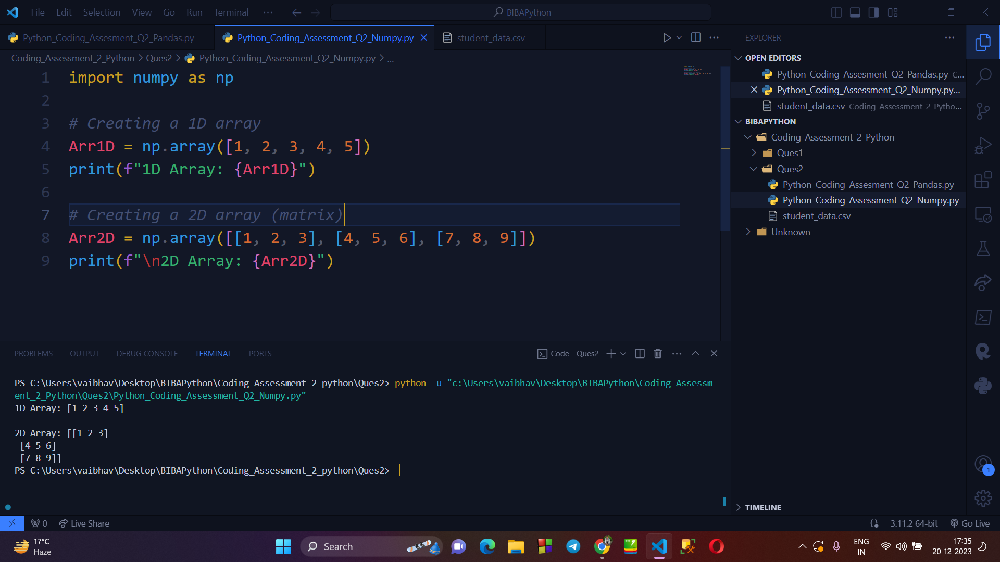 File Edit Selection View Go Run Terminal ··· BIBAPython
Python_Coding_Assesment_Q2_Pandas.py Python_Coding_Assessment_Q2_Numpy.py student_data.csv
Coding_Assessment_2_Python > Ques2 > Python_Coding_Assessment_Q2_Numpy.py > ...
1 import numpy as np
2
3 # Creating a 1D array
4 Arr1D = np.array([1, 2, 3, 4, 5])
5 print(f"1D Array: {Arr1D}")
6
7 # Creating a 2D array (matrix)
8 Arr2D = np.array([[1, 2, 3], [4, 5, 6], [7, 8, 9]])
9 print(f"\n2D Array: {Arr2D}")
EXPLORER
OPEN EDITORS
Python_Coding_Assesment_Q2_Pandas.py C...
Python_Coding_Assessment_Q2_Numpy.py...
student_data.csv Coding_Assessment_2_Pytho...
BIBAPYTHON
Coding_Assessment_2_Python
Ques1
Ques2
Python_Coding_Assesment_Q2_Pandas.py
Python_Coding_Assessment_Q2_Numpy.py
student_data.csv
Unknown
TIMELINE
PROBLEMS OUTPUT DEBUG CONSOLE TERMINAL PORTS Code - Ques2
PS C:\Users\vaibhav\Desktop\BIBAPython\Coding_Assessment_2_python\Ques2> python -u "c:\Users\vaibhav\Desktop\BIBAPython\Coding_Assessm
ent_2_Python\Ques2\Python_Coding_Assessment_Q2_Numpy.py"
1D Array: [1 2 3 4 5]
2D Array: [[1 2 3]
[4 5 6]
[7 8 9]]
PS C:\Users\vaibhav\Desktop\BIBAPython\Coding_Assessment_2_python\Ques2>
1
0 Live Share 3.11.2 64-bit Go Live
17°C
Haze
Search
ENG
IN
17:35
20-12-2023